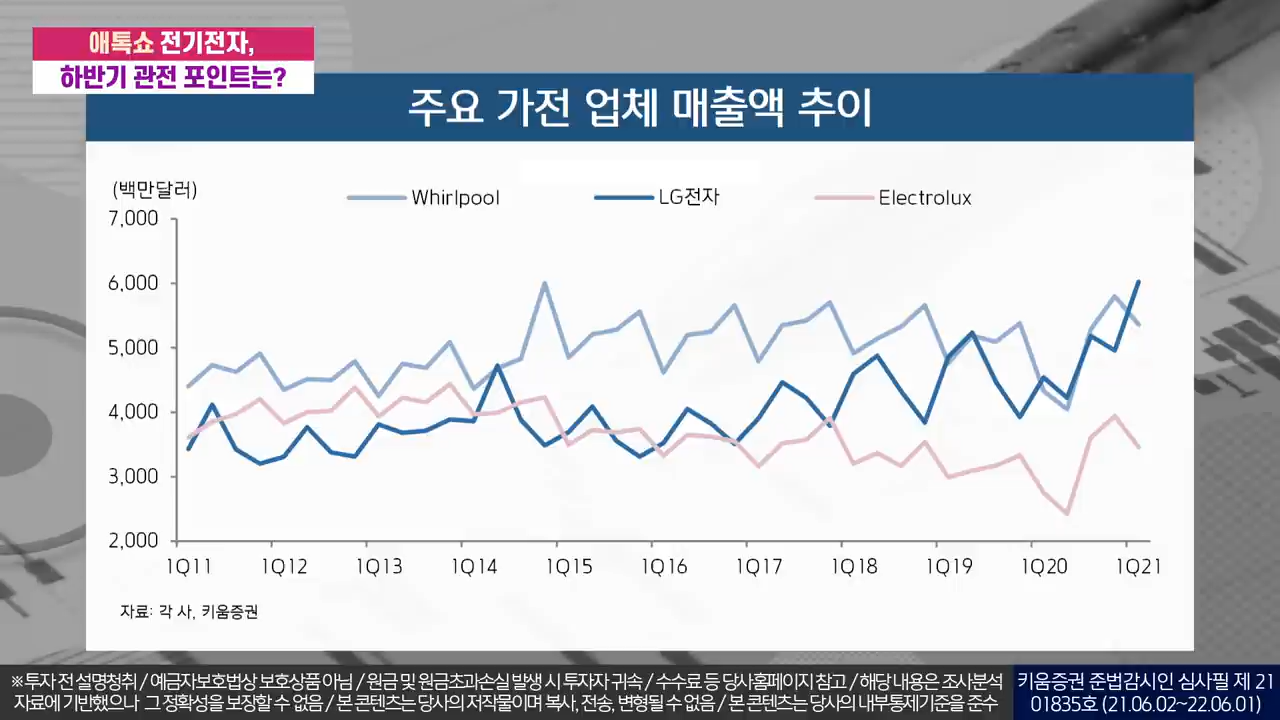 애톡쇼 전기전자,
하반기 관전 포인트는?
주요 가전 업체 매출액 추이
(백만달러)
Whirlpool LG전자 Electrolux
7,000
6,000
5,000
4,000
3,000
2,000
1Q11 1Q12 1Q13 1Q14 1Q15 1Q16 1Q17 1Q18 1Q19 1Q20 1Q21
자료: 각 사, 키움증권
※ 투자 전 설명청취 / 예금자보호법상 보호상품 아님 / 원금 및 원금초과손실 발생 시 투자자 귀속 / 수수료 등 당사홈페이지 참고 / 해당 내용은 조사분석
자료에 기반했으나 그 정확성을 보장할 수 없음 / 본 콘텐츠는 당사의 저작물이며 복사, 전송, 변형될 수 없음 / 본 콘텐츠는 당사의 내부통제기준을 준수
키움증권 준법감시인 심사필 제 21
01835호 (21.06.02~22.06.01)